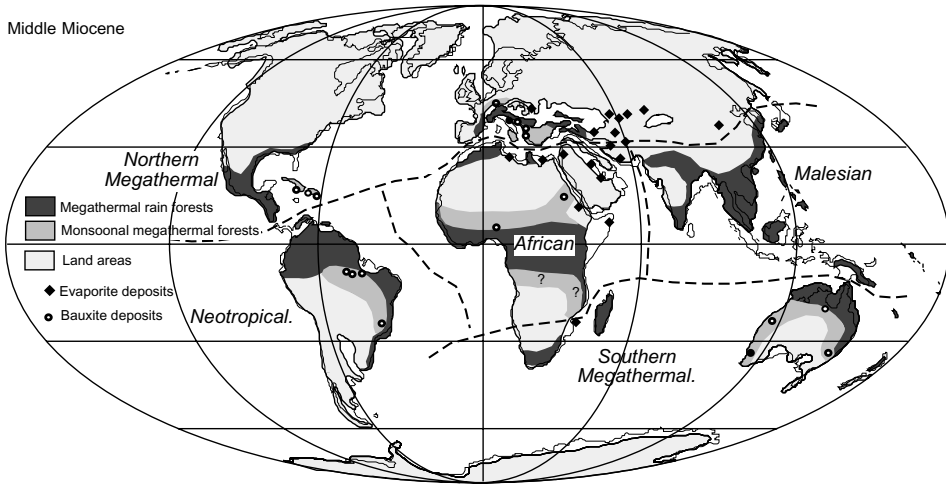 Middle Miocene
Northern
Megathermal
Malesian
Megathermal rain forests
Monsoonal megathermal forests
African
Land areas
?
?
Evaporite deposits
Neotropical.
Bauxite deposits
Southern
Megathermal.